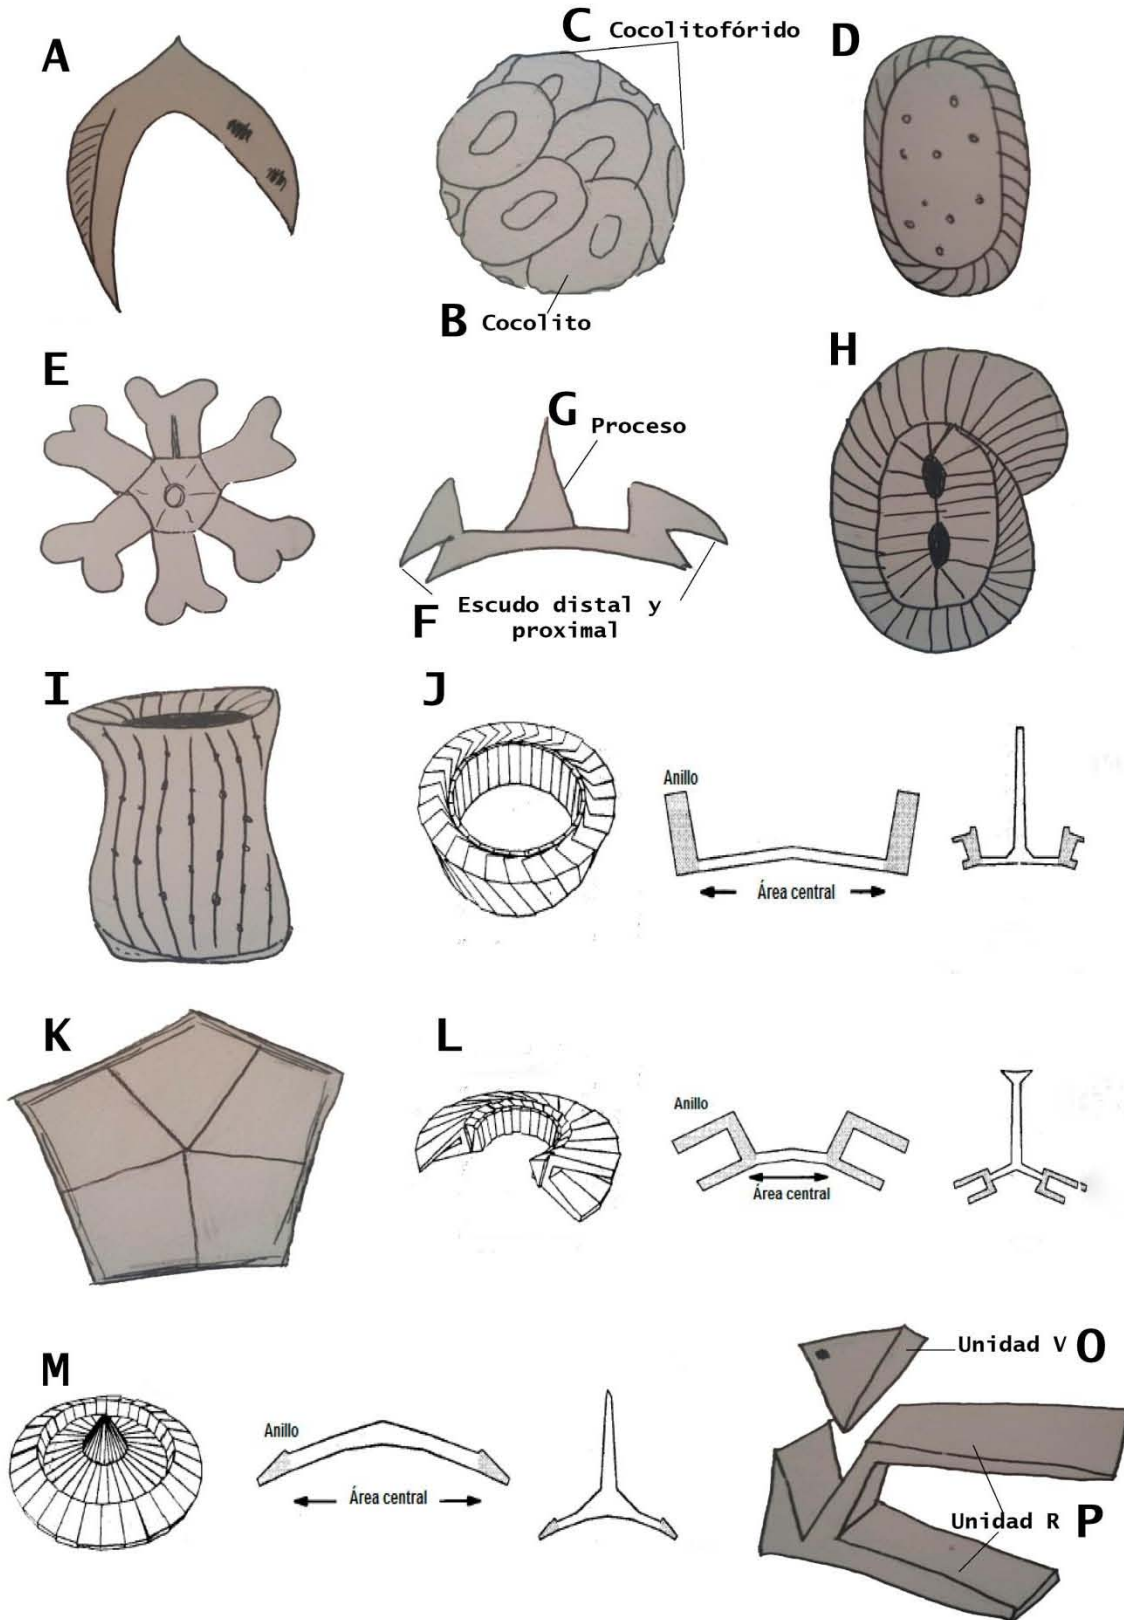 A
C Cocolitofórido
D
B Cocolito
E
G Proceso
H
F Escudo distal y
proximal
I
J
Anillo
Área central
K
L
Anillo
Área central
M
Anillo
Área central
Unidad V O
Unidad R P